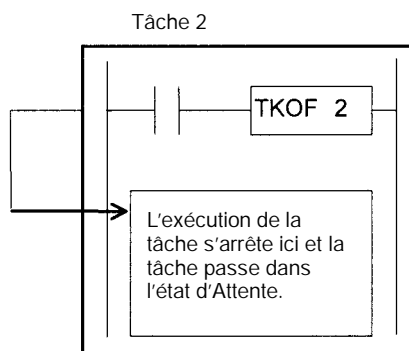 Tâche 2
TKOF 2
L'exécution de la
tâche s'arrête ici et la
tâche passe dans
l'état d'Attente.